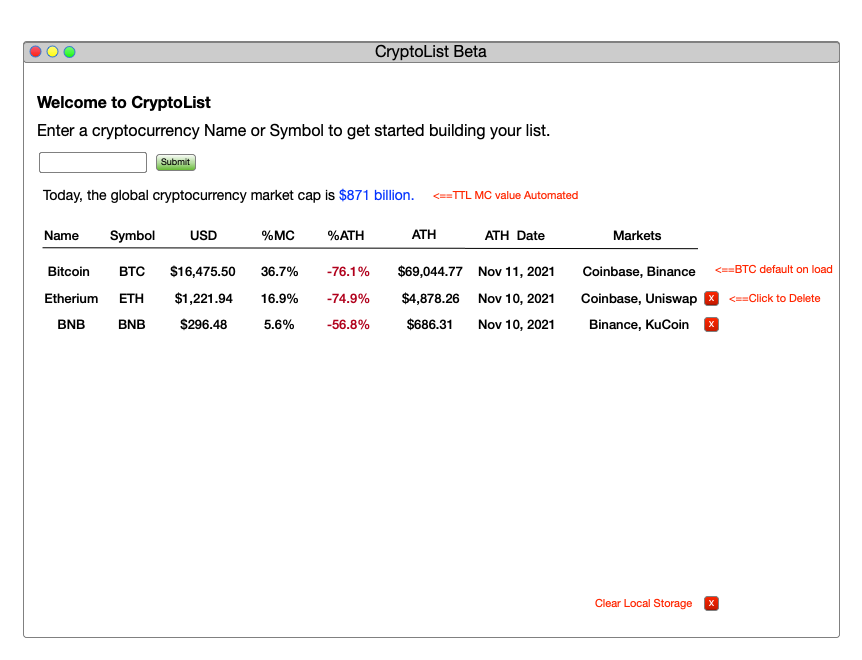 CryptoList Beta
Welcome to CryptoList
Enter a cryptocurrency Name or Symbol to get started building your list.
Submit
Today, the global cryptocurrency market cap is $871 billion. <==TTL MC value Automated
Name Symbol USD %MC %ATH ATH ATH Date Markets
Bitcoin BTC $16,475.50 36.7% -76.1% $69,044.77 Nov 11, 2021 Coinbase, Binance <==BTC default on load
Etherium ETH $1,221.94 16.9% -74.9% $4,878.26 Nov 10, 2021 Coinbase, Uniswap X <==Click to Delete
BNB BNB $296.48 5.6% -56.8% $686.31 Nov 10, 2021 Binance, KuCoin X
Clear Local Storage X